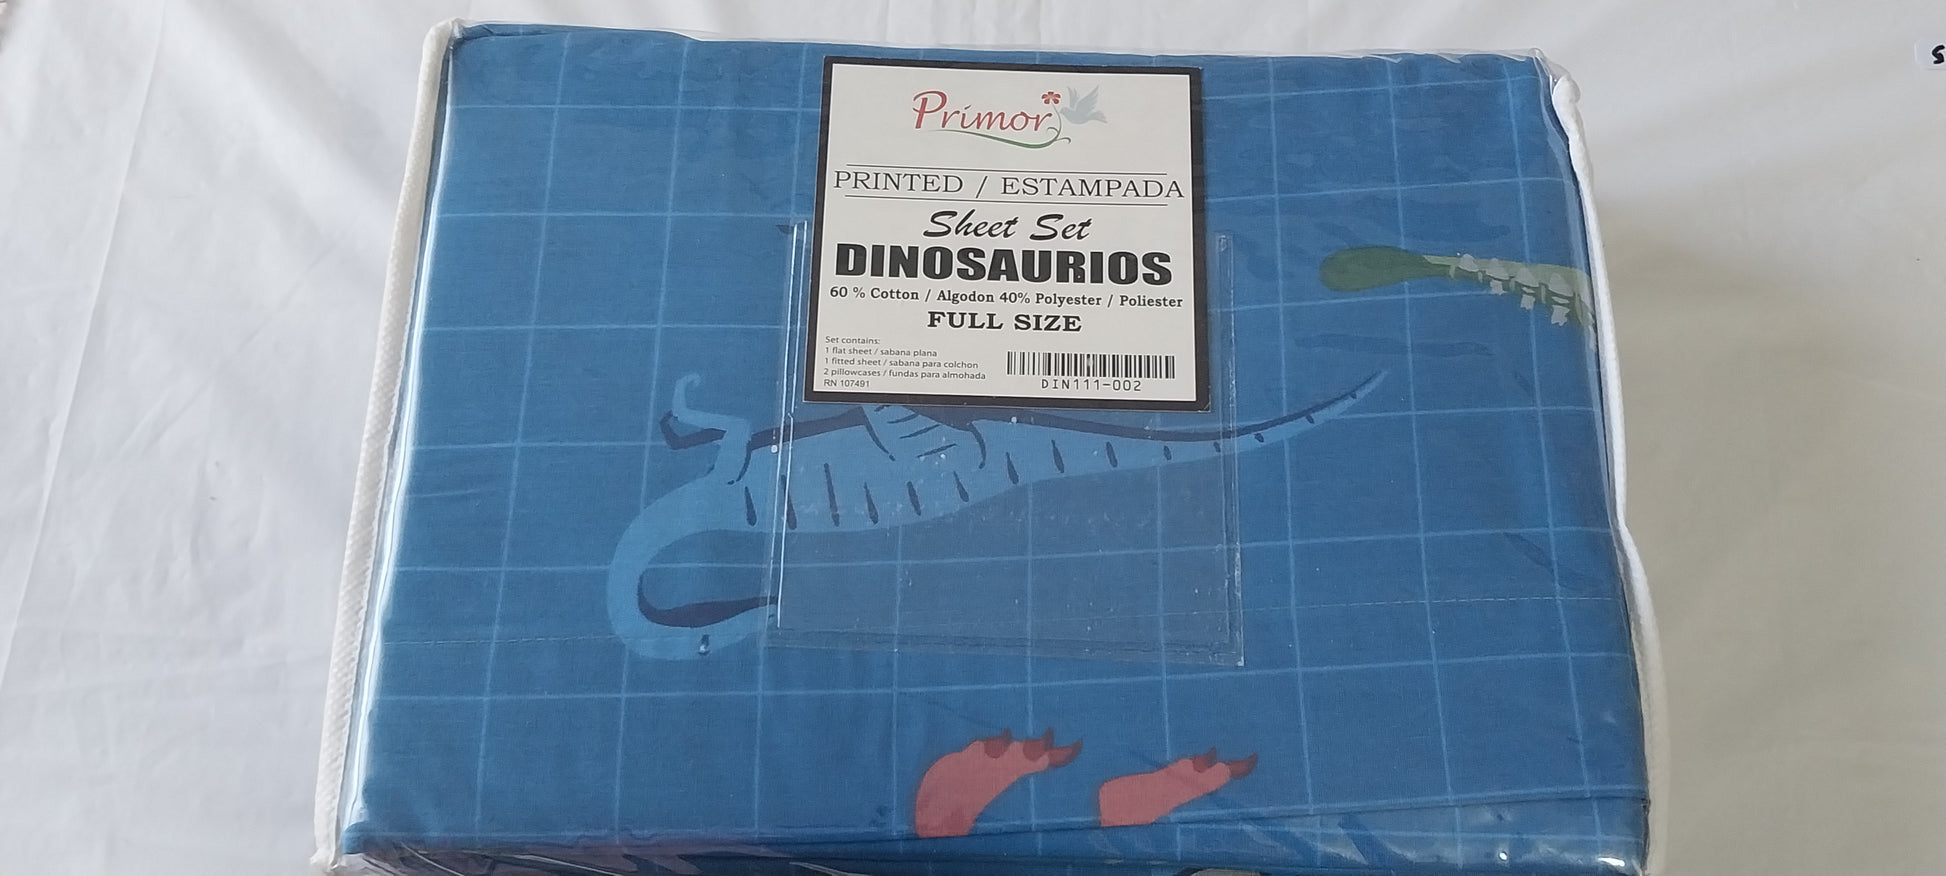 Primor
PRINTED / ESTAMPADA
Sheet Set
DINOSAURIOS
60 % Cotton / Algodon 40% Polyester / Poliester
FULL SIZE
Set contains:
1 flat sheet / sabana plana
1 fitted sheet / sabana para colchon
2 pillowcases / fundas para almohada
RN 107491
DIN111-002